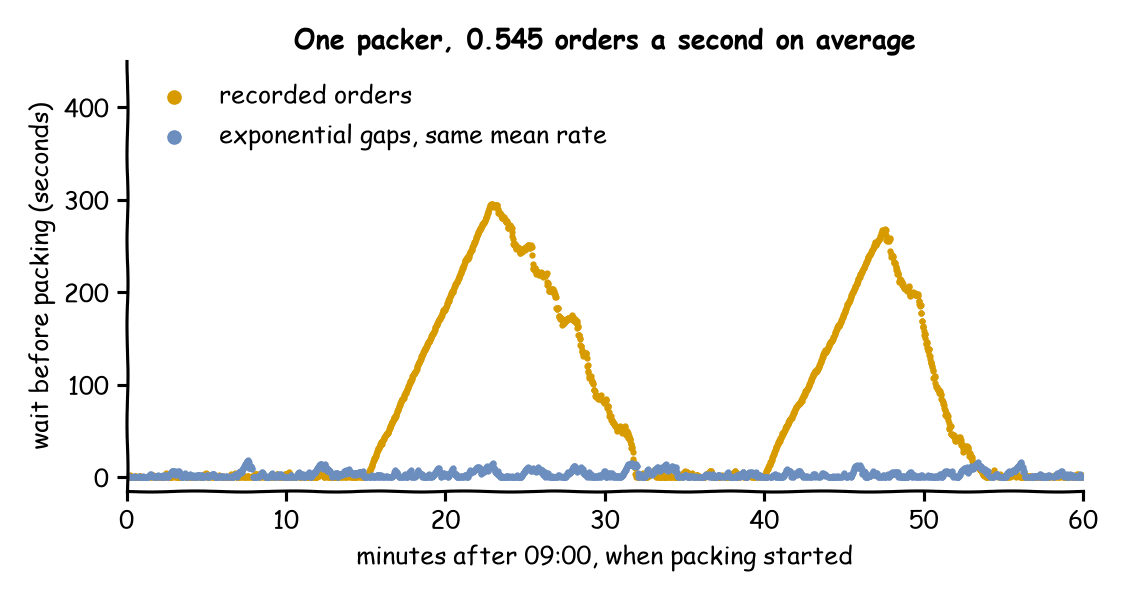 One packer, 0.545 orders a second on average
recorded orders
exponential gaps, same mean rate
wait before packing (seconds)
400
300
200
100
0
0 10 20 30 40 50 60
minutes after 09:00, when packing started